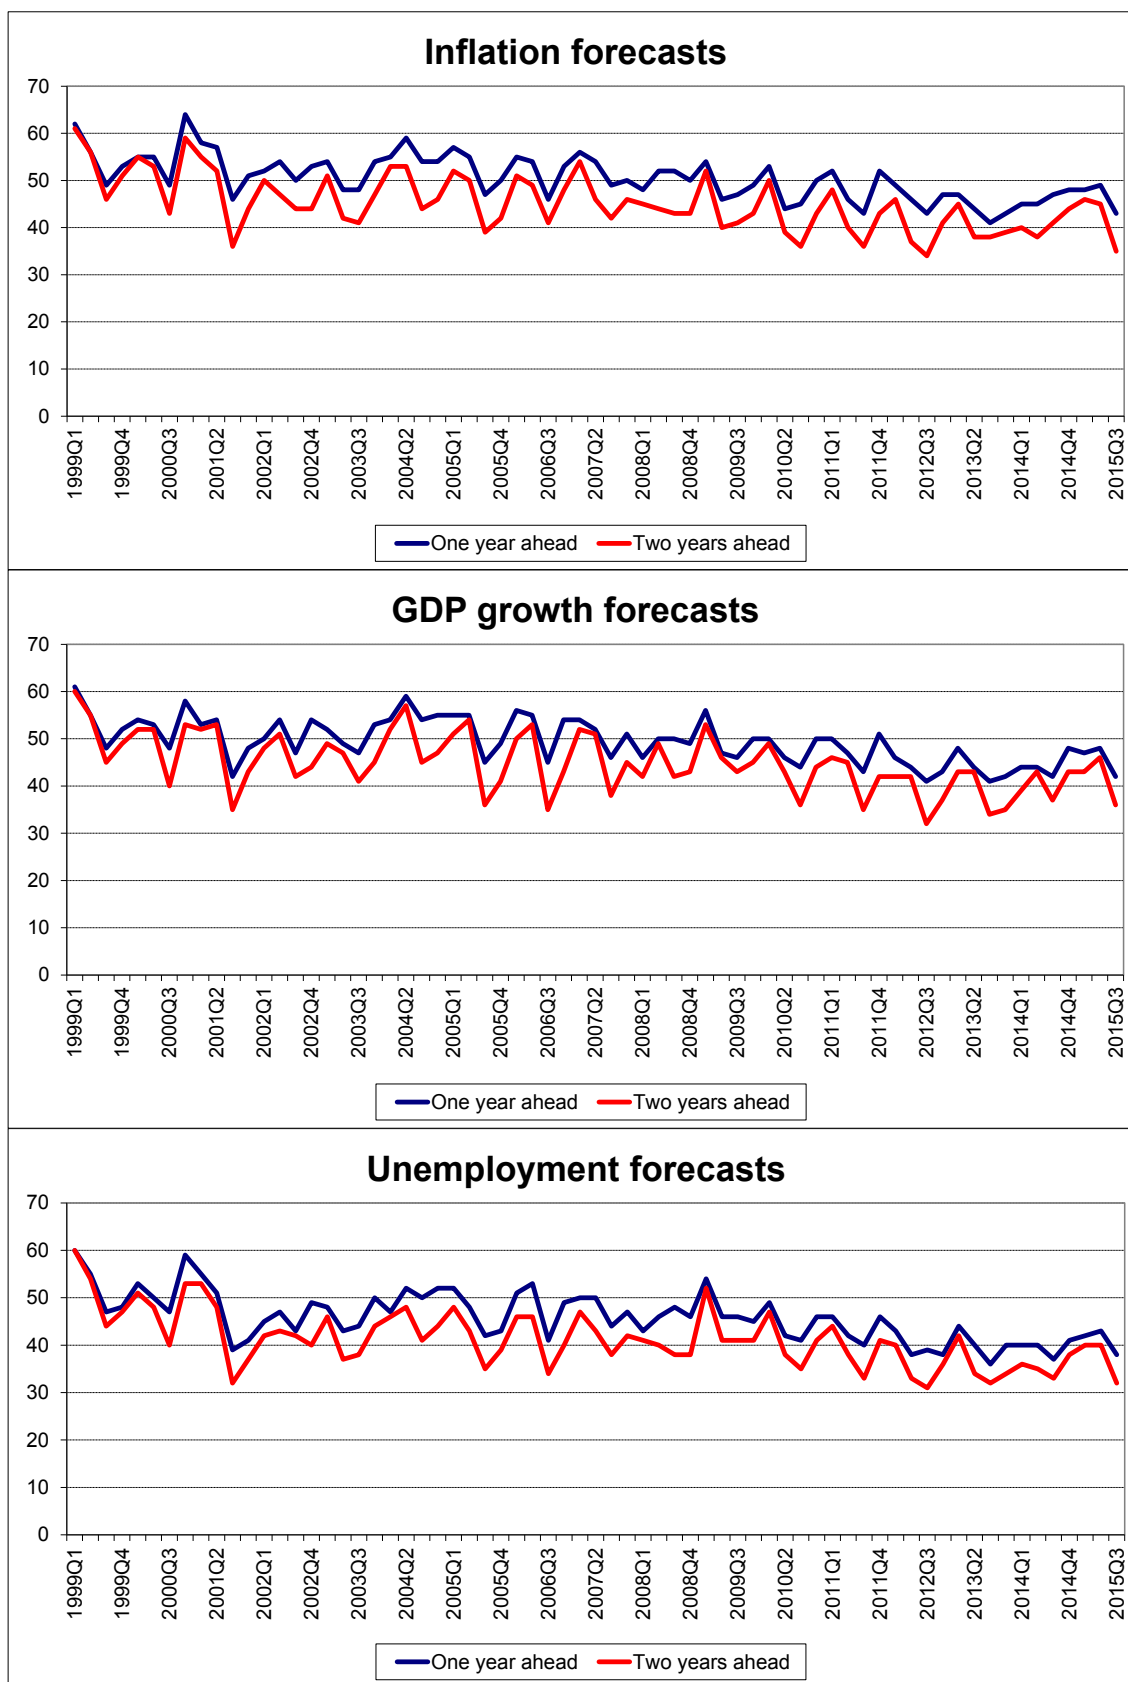 Inflation forecasts
70
60
50
40
30
20
10
0
1999Q1
1999Q4
2000Q3
2001Q2
2002Q1
2002Q4
2003Q3
2004Q2
2005Q1
2005Q4
2006Q3
2007Q2
2008Q1
2008Q4
2009Q3
2010Q2
2011Q1
2011Q4
2012Q3
2013Q2
2014Q1
2014Q4
2015Q3
One year ahead Two years ahead
GDP growth forecasts
70
60
50
40
30
20
10
0
1999Q1
1999Q4
2000Q3
2001Q2
2002Q1
2002Q4
2003Q3
2004Q2
2005Q1
2005Q4
2006Q3
2007Q2
2008Q1
2008Q4
2009Q3
2010Q2
2011Q1
2011Q4
2012Q3
2013Q2
2014Q1
2014Q4
2015Q3
One year ahead Two years ahead
Unemployment forecasts
70
60
50
40
30
20
10
0
1999Q1
1999Q4
2000Q3
2001Q2
2002Q1
2002Q4
2003Q3
2004Q2
2005Q1
2005Q4
2006Q3
2007Q2
2008Q1
2008Q4
2009Q3
2010Q2
2011Q1
2011Q4
2012Q3
2013Q2
2014Q1
2014Q4
2015Q3
One year ahead Two years ahead